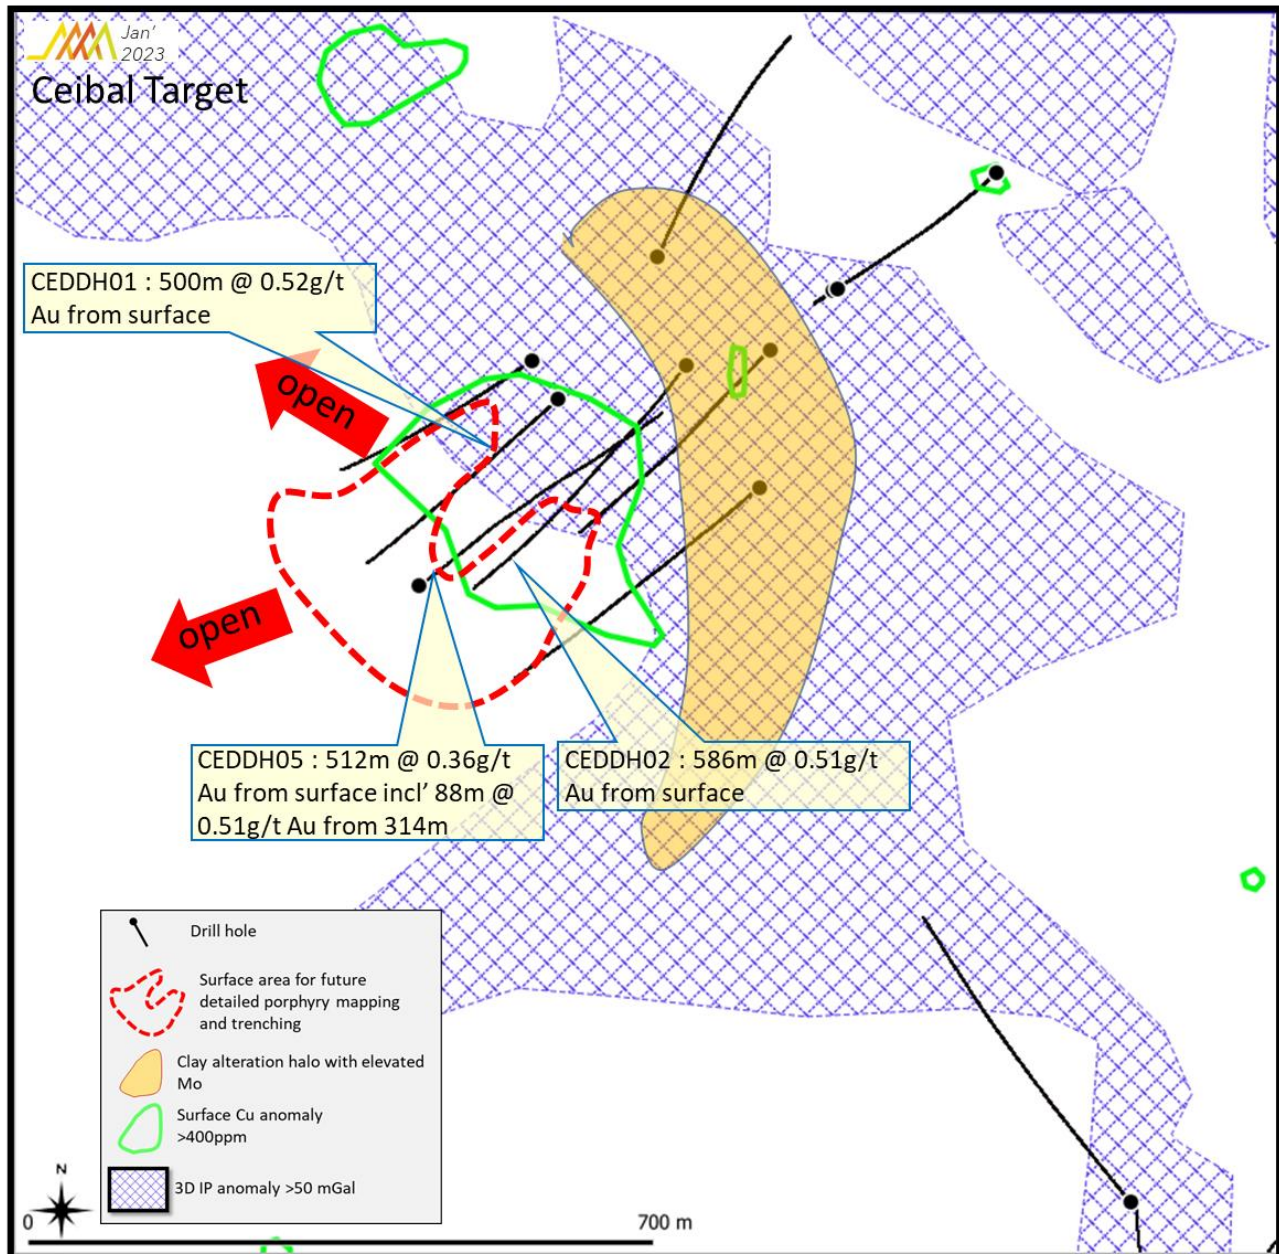 Jan'
2023
Ceibal Target
CEDDH01 : 500m @ 0.52g/t
Au from surface
open
open
CEDDH05 : 512m @ 0.36g/t
Au from surface incl’ 88m @
0.51g/t Au from 314m
CEDDH02 : 586m @ 0.51g/t
Au from surface
Drill hole
Surface area for future
detailed porphyry mapping
and trenching
Clay alteration halo with elevated
Mo
Surface Cu anomaly
>400ppm
3D IP anomaly >50 mGal
N
0
700 m